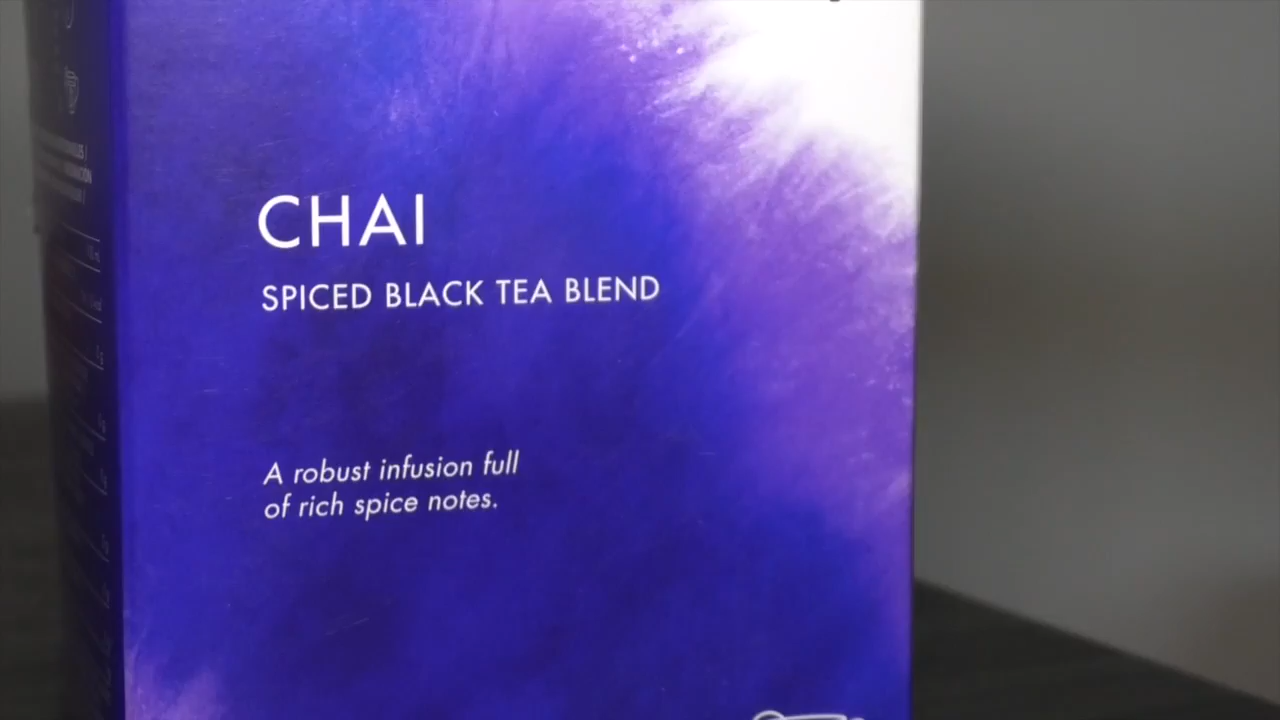 CHAI
SPICED BLACK TEA BLEND
A robust infusion full
of rich spice notes.